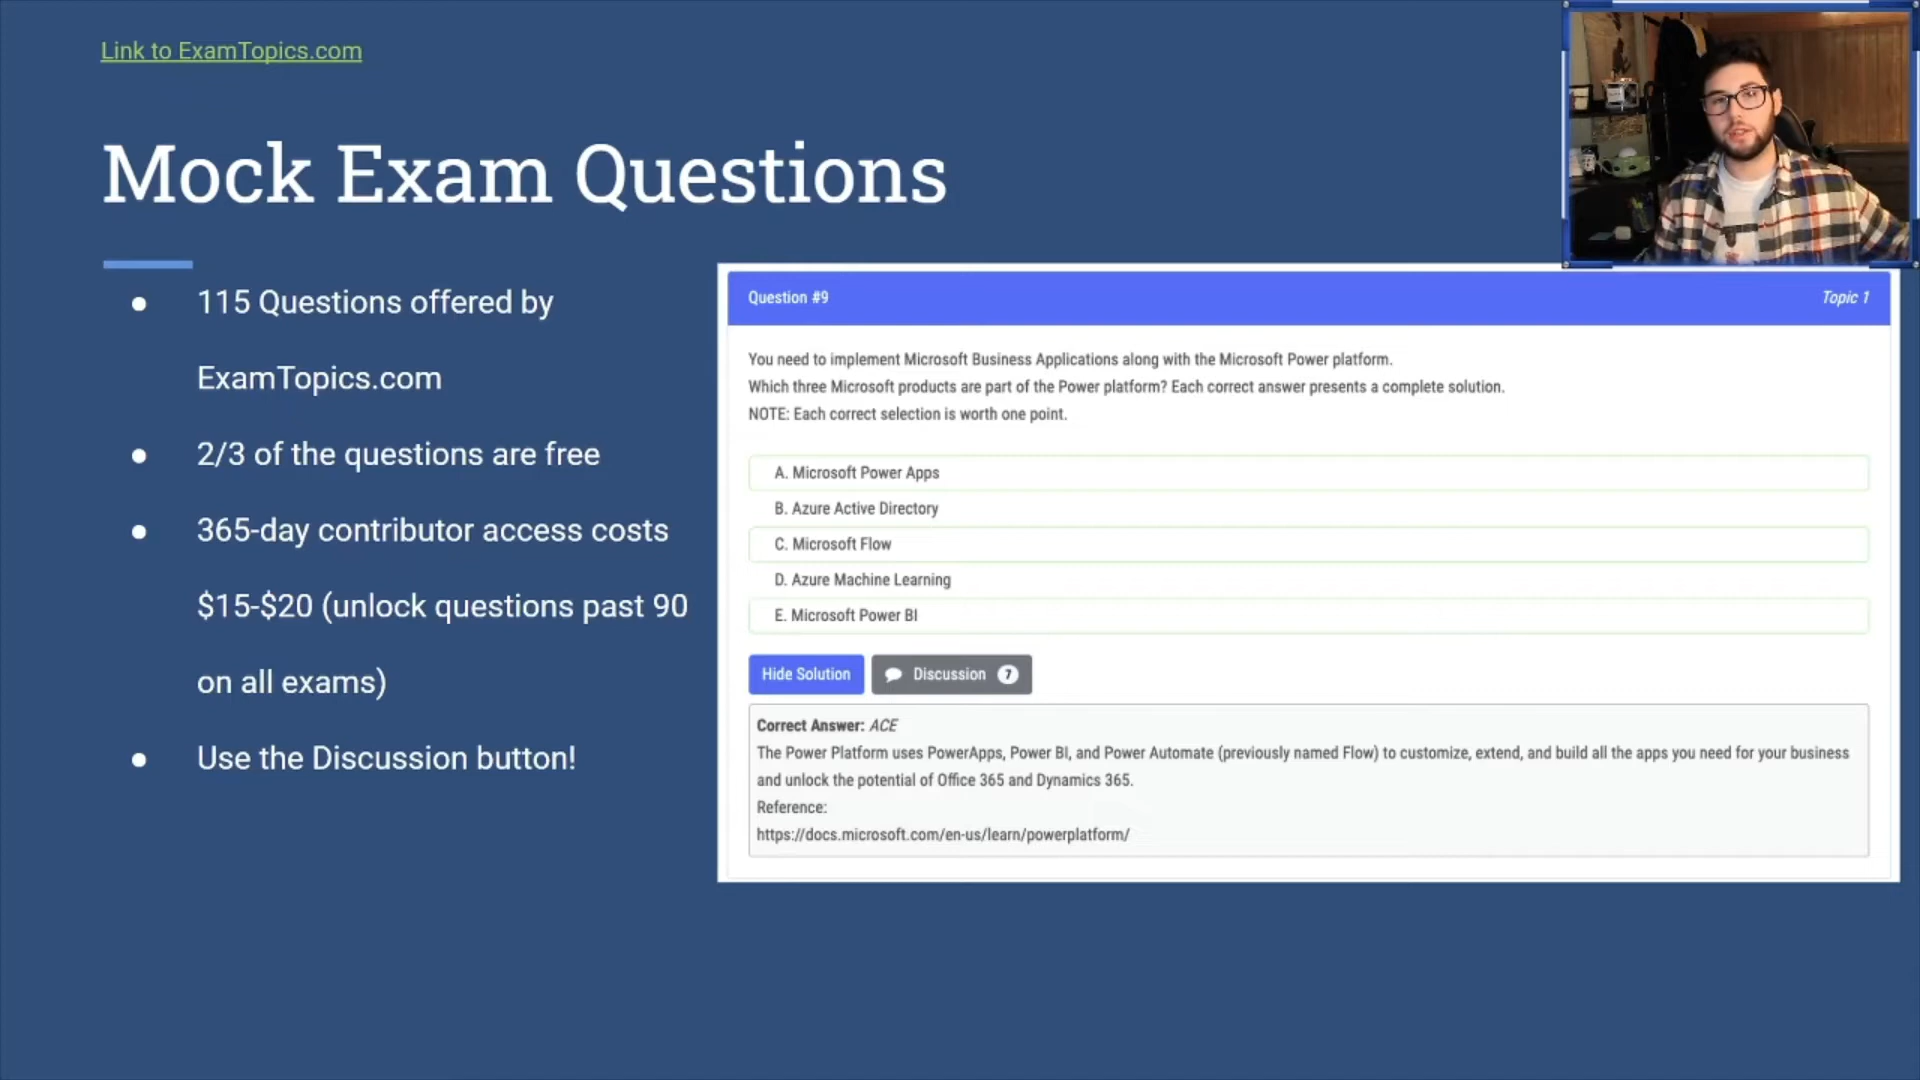 Link to ExamTopics.com
Mock Exam Questions
● 115 Questions offered by
ExamTopics.com
● 2/3 of the questions are free
● 365-day contributor access costs
$15-$20 (unlock questions past 90
on all exams)
● Use the Discussion button!
Question #9
Topic 1
You need to implement Microsoft Business Applications along with the Microsoft Power platform.
Which three Microsoft products are part of the Power platform? Each correct answer presents a complete solution.
NOTE: Each correct selection is worth one point.
A. Microsoft Power Apps
B. Azure Active Directory
C. Microsoft Flow
D. Azure Machine Learning
E. Microsoft Power BI
Hide Solution
Discussion 7
Correct Answer: ACE
The Power Platform uses PowerApps, Power BI, and Power Automate (previously named Flow) to customize, extend, and build all the apps you need for your business
and unlock the potential of Office 365 and Dynamics 365.
Reference:
https://docs.microsoft.com/en-us/learn/powerplatform/